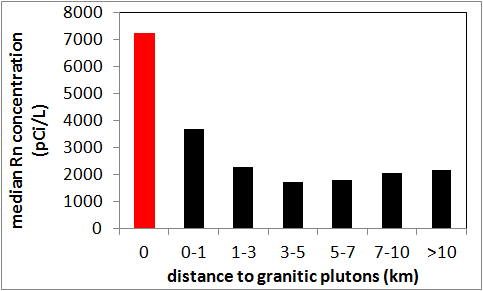 8000
7000
6000
5000
4000
3000
2000
1000
0
median Rn concentration
(pCi/L)
0 0-1 1-3 3-5 5-7 7-10 >10
distance to granitic plutons (km)